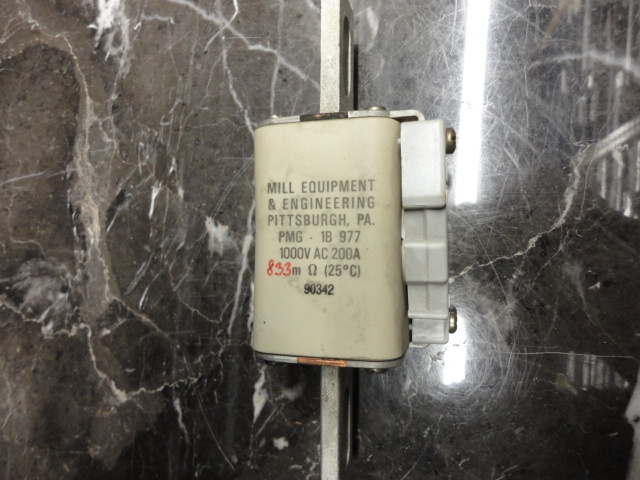 MILL EQUIPMENT
& ENGINEERING
PITTSBURGH, PA.
PMG - 1B 977
1000V AC 200A
833m Ω (25°C)
90342